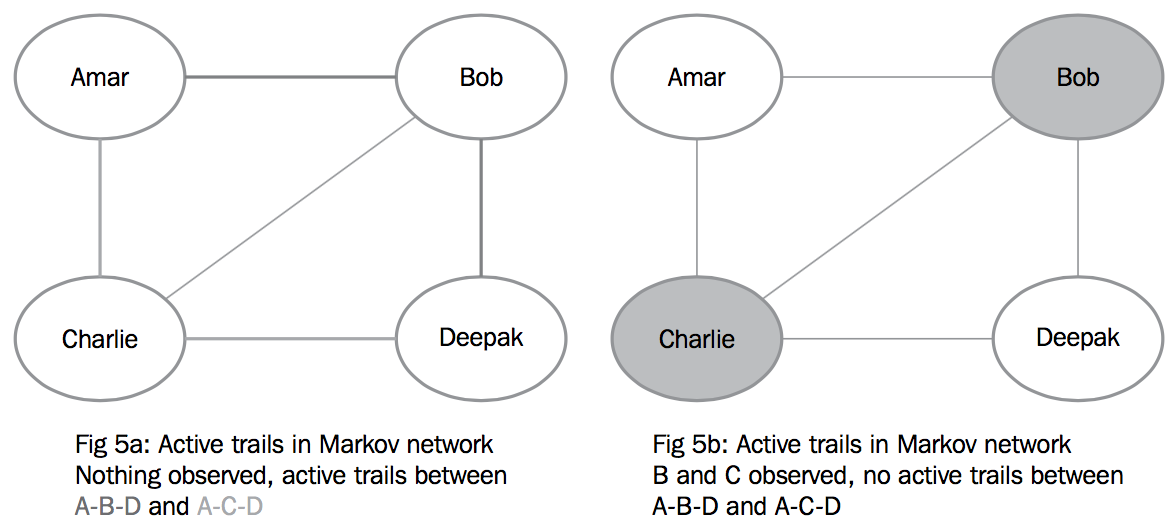 Amar
Bob
Charlie
Deepak
Fig 5a: Active trails in Markov network
Nothing observed, active trails between
A-B-D and A-C-D
Amar
Bob
Charlie
Deepak
Fig 5b: Active trails in Markov network
B and C observed, no active trails between
A-B-D and A-C-D